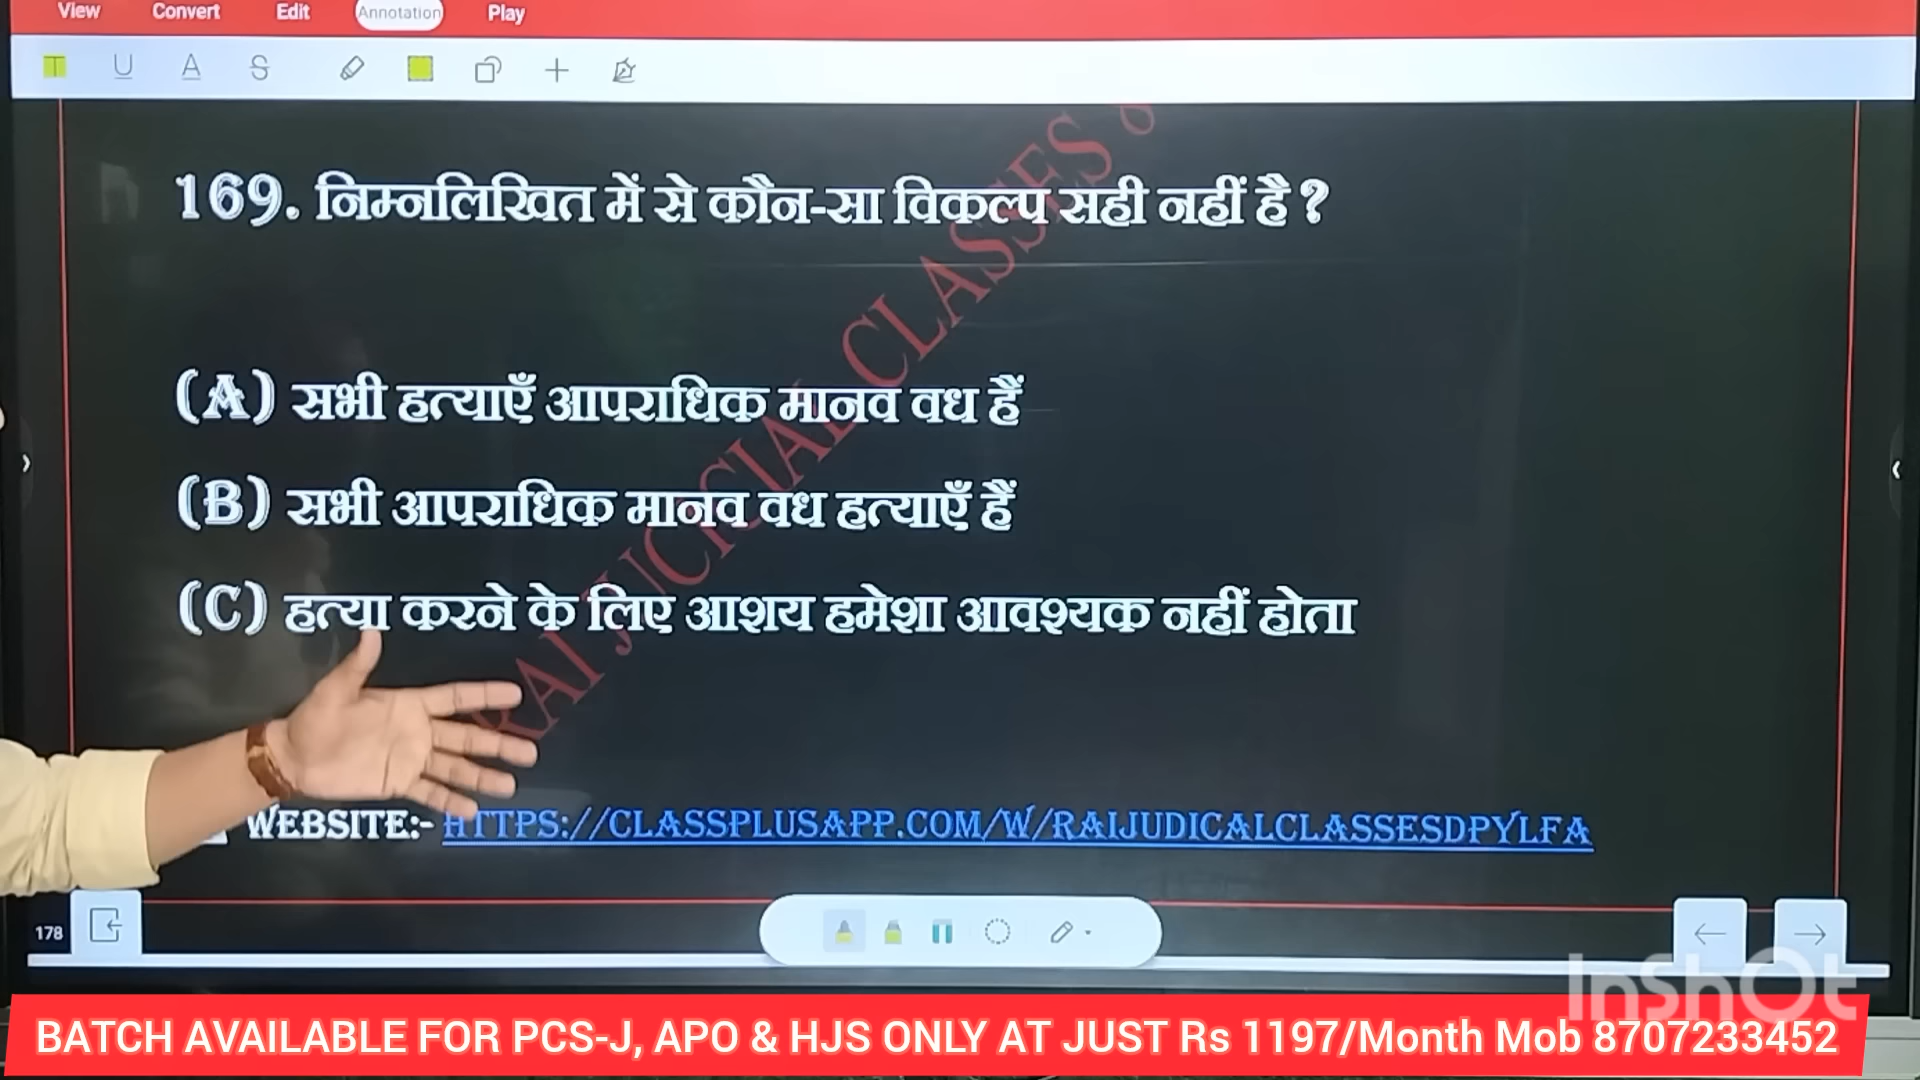 View Convert Edit Annotation Play
T U A S
169. निम्नलिखित में से कौन-सा विकल्प सही नहीं है ?
(A) सभी हत्याएँ आपराधिक मानव वध हैं
(B) सभी आपराधिक मानव वध हत्याएँ हैं
(C) हत्या करने के लिए आशय हमेशा आवश्यक नहीं होता
RAI JUCICIAL CLASSES
WEBSITE:- HTTPS://CLASSPLUSAPP.COM/W/RAIJUDICALCLASSESDPYLFA
178
InShOt
BATCH AVAILABLE FOR PCS-J, APO & HJS ONLY AT JUST Rs 1197/Month Mob 8707233452